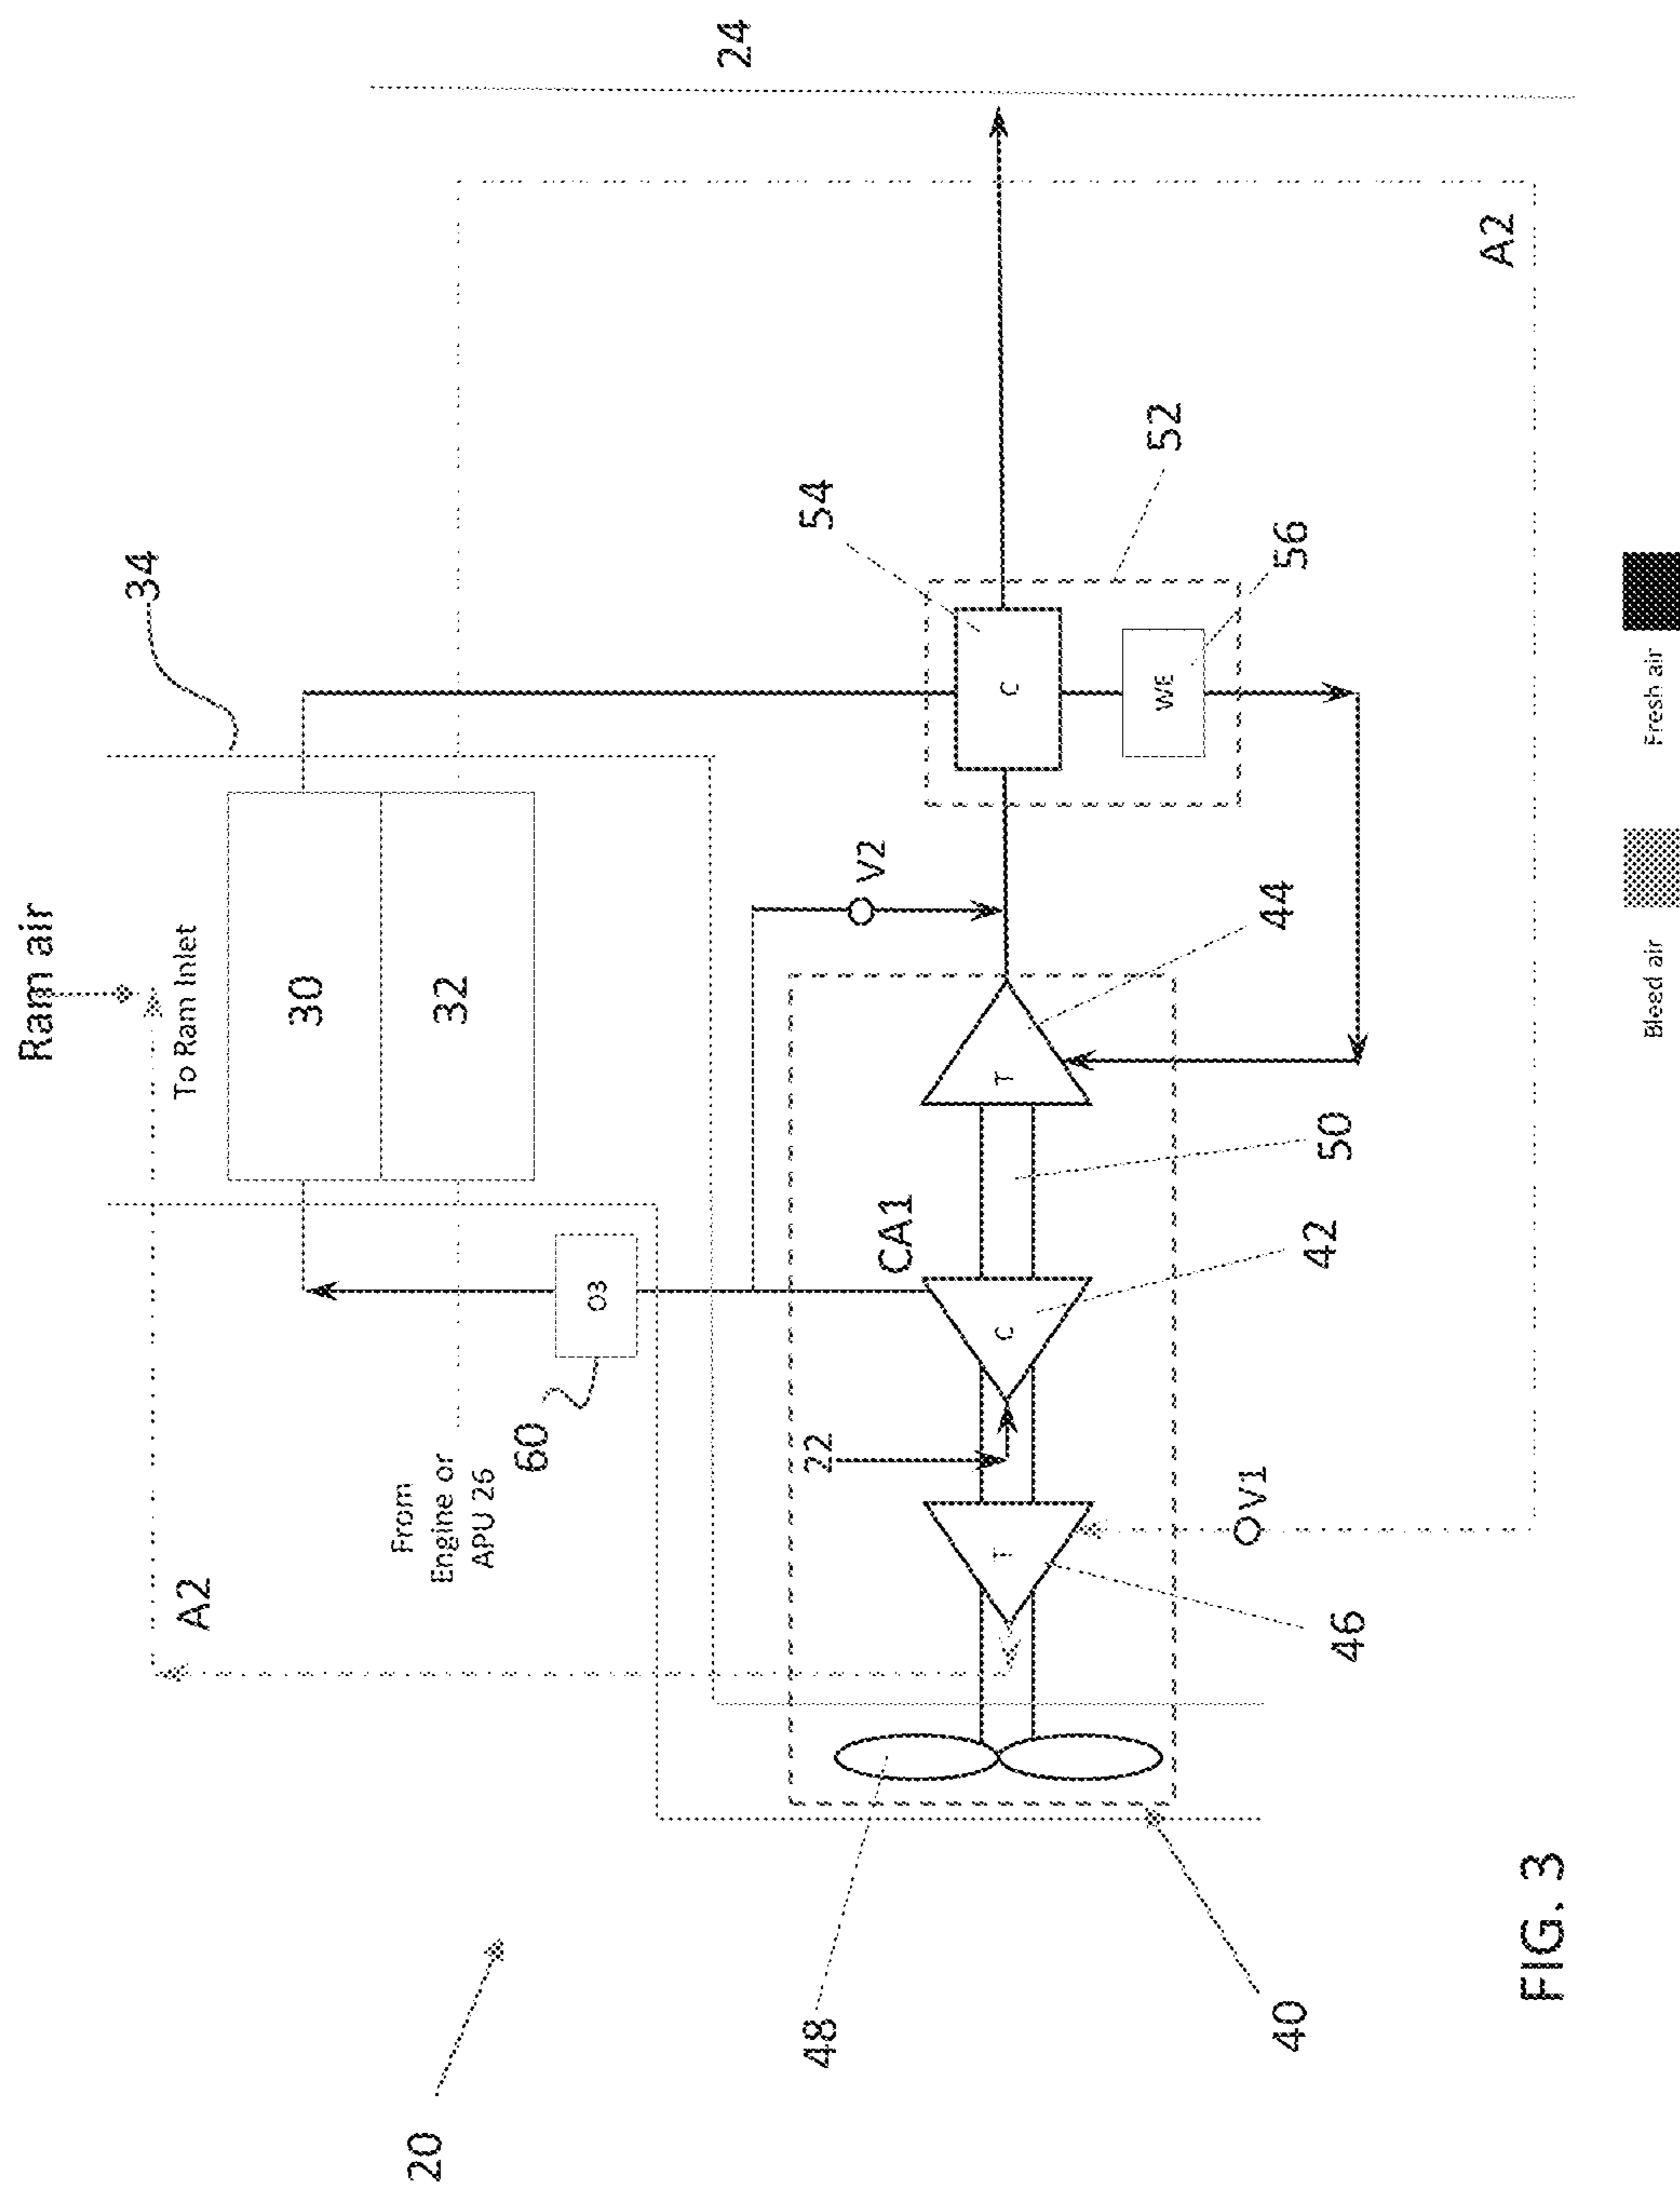 Ram air
34
24
To Ram Inlet
30
32
A2
From
Engine or
APU 26
60
O3
V2
54
52
56
C
WE
CA1
22
T
C
T
44
50
42
46
V1
A2
48
40
20
Bleed air
Fresh air
FIG. 3